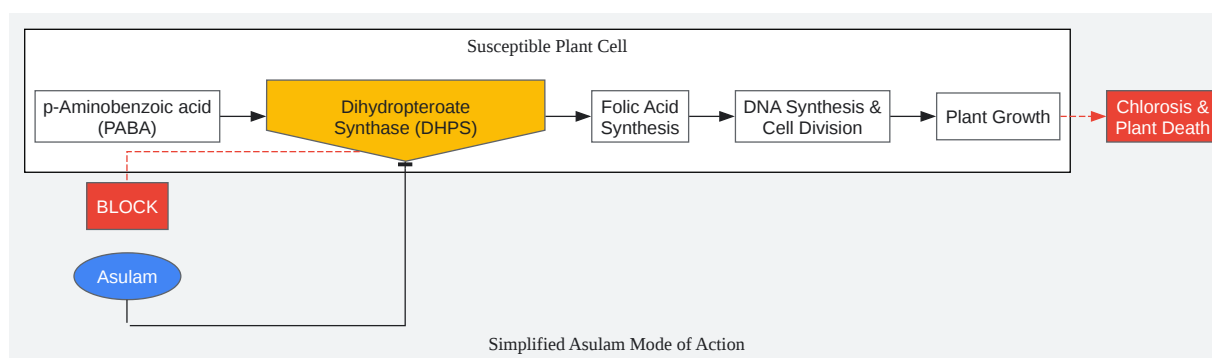 Susceptible Plant Cell
p-Aminobenzoic acid
(PABA)
Dihydropteroate
Synthase (DHPS)
Folic Acid
Synthesis
DNA Synthesis &
Cell Division
Plant Growth
Chlorosis &
Plant Death
BLOCK
Asulam
Simplified Asulam Mode of Action